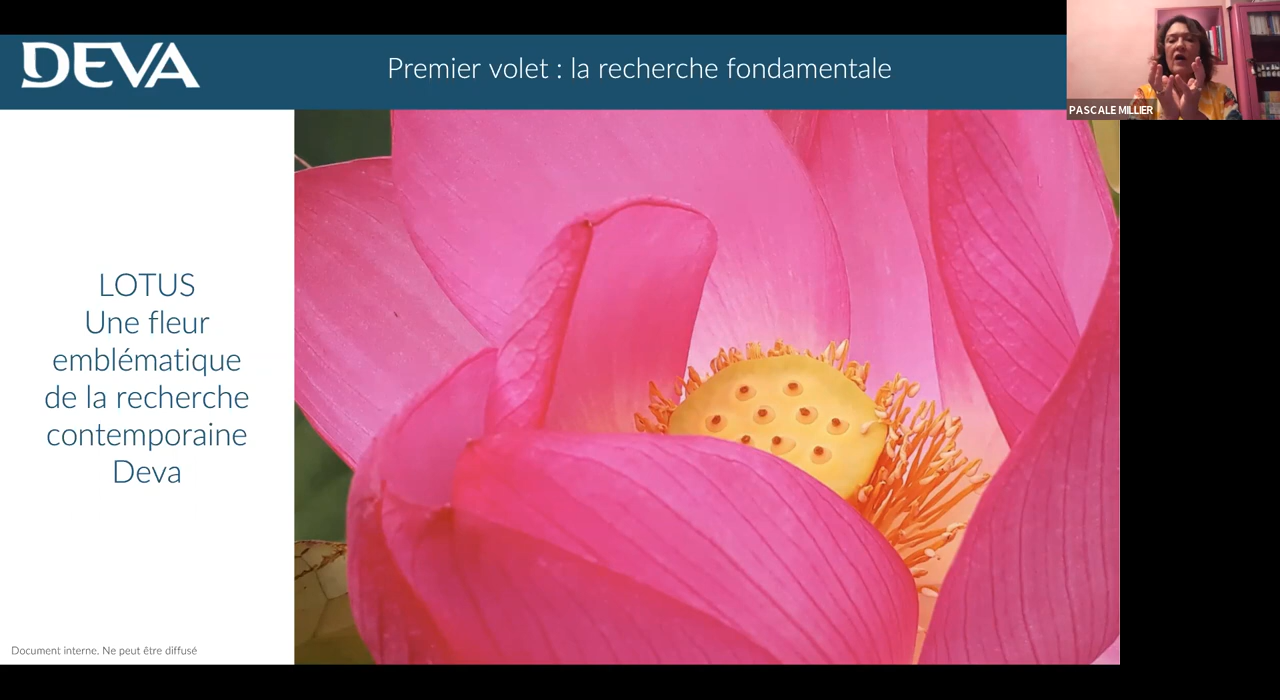 DEVA
Premier volet : la recherche fondamentale
PASCALE MILLIER
LOTUS
Une fleur
emblématique
de la recherche
contemporaine
Deva
Document interne. Ne peut être diffusé